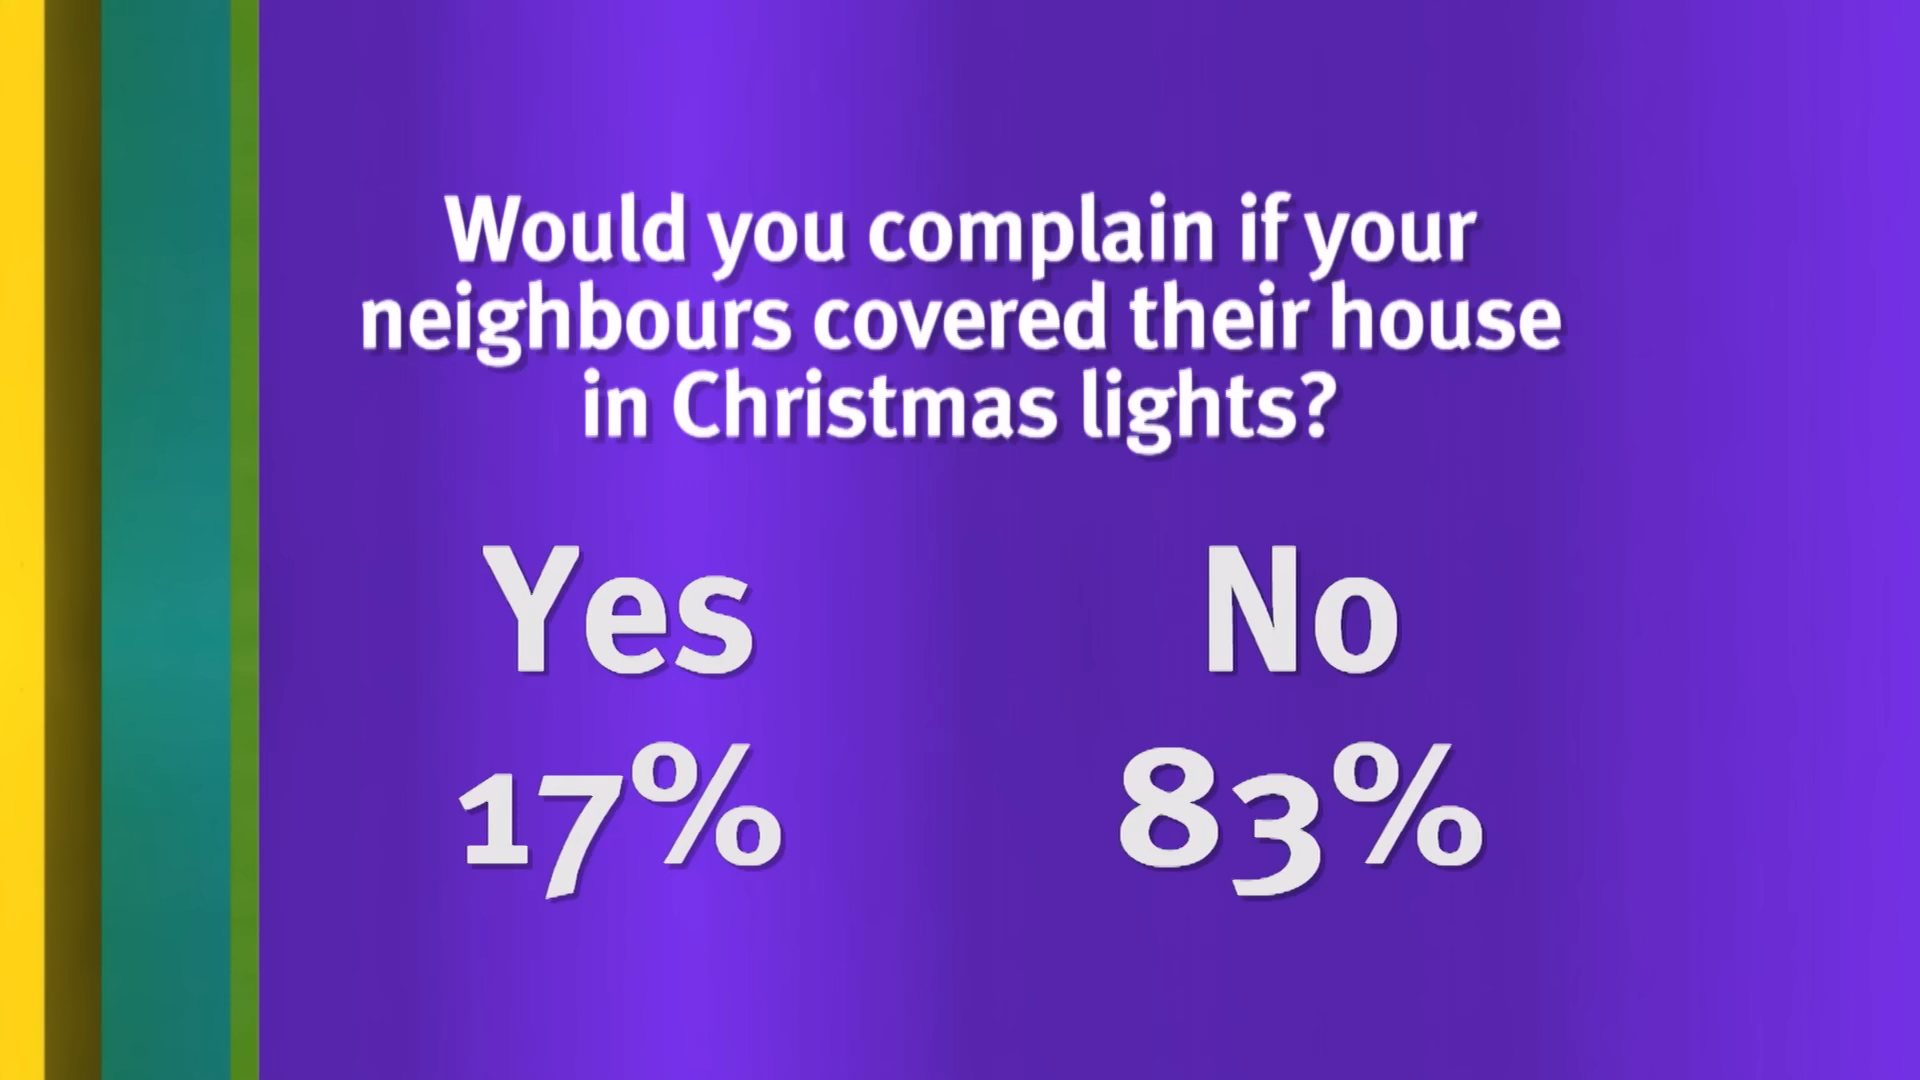 Would you complain if your
neighbours covered their house
in Christmas lights?
Yes No
17% 83%